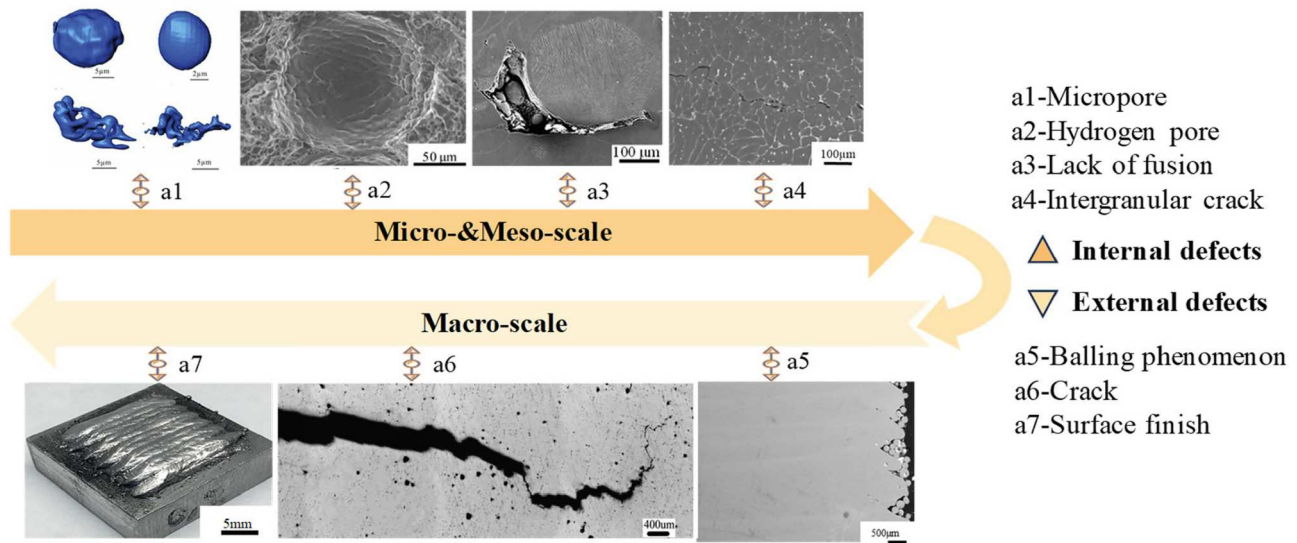 5μm
2μm
5μm
5μm
50 μm
100 μm
100μm
a1
a2
a3
a4
Micro-&Meso-scale
Macro-scale
a7
a6
a5
5mm
400um
500μm
a1-Micropore
a2-Hydrogen pore
a3-Lack of fusion
a4-Intergranular crack
Internal defects
External defects
a5-Balling phenomenon
a6-Crack
a7-Surface finish